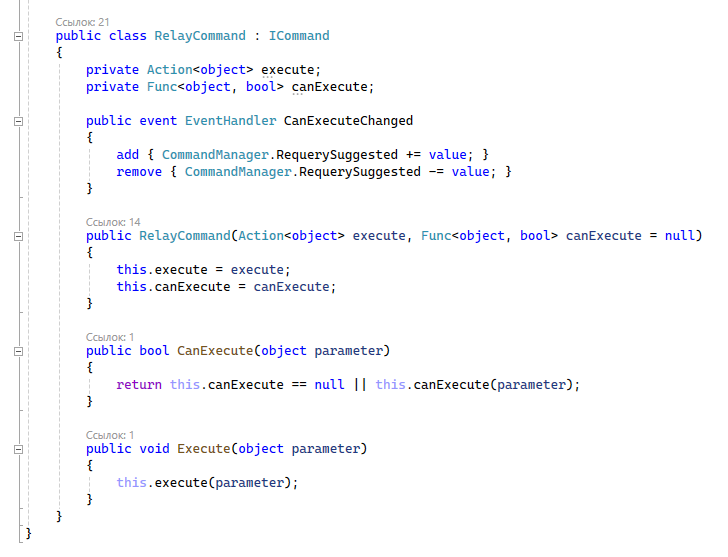 Ссылок: 21
public class RelayCommand : ICommand
{
private Action<object> execute;
private Func<object, bool> canExecute;
public event EventHandler CanExecuteChanged
{
add { CommandManager.RequerySuggested += value; }
remove { CommandManager.RequerySuggested -= value; }
}
Ссылок: 14
public RelayCommand(Action<object> execute, Func<object, bool> canExecute = null)
{
this.execute = execute;
this.canExecute = canExecute;
}
Ссылок: 1
public bool CanExecute(object parameter)
{
return this.canExecute == null || this.canExecute(parameter);
}
Ссылок: 1
public void Execute(object parameter)
{
this.execute(parameter);
}
}
}